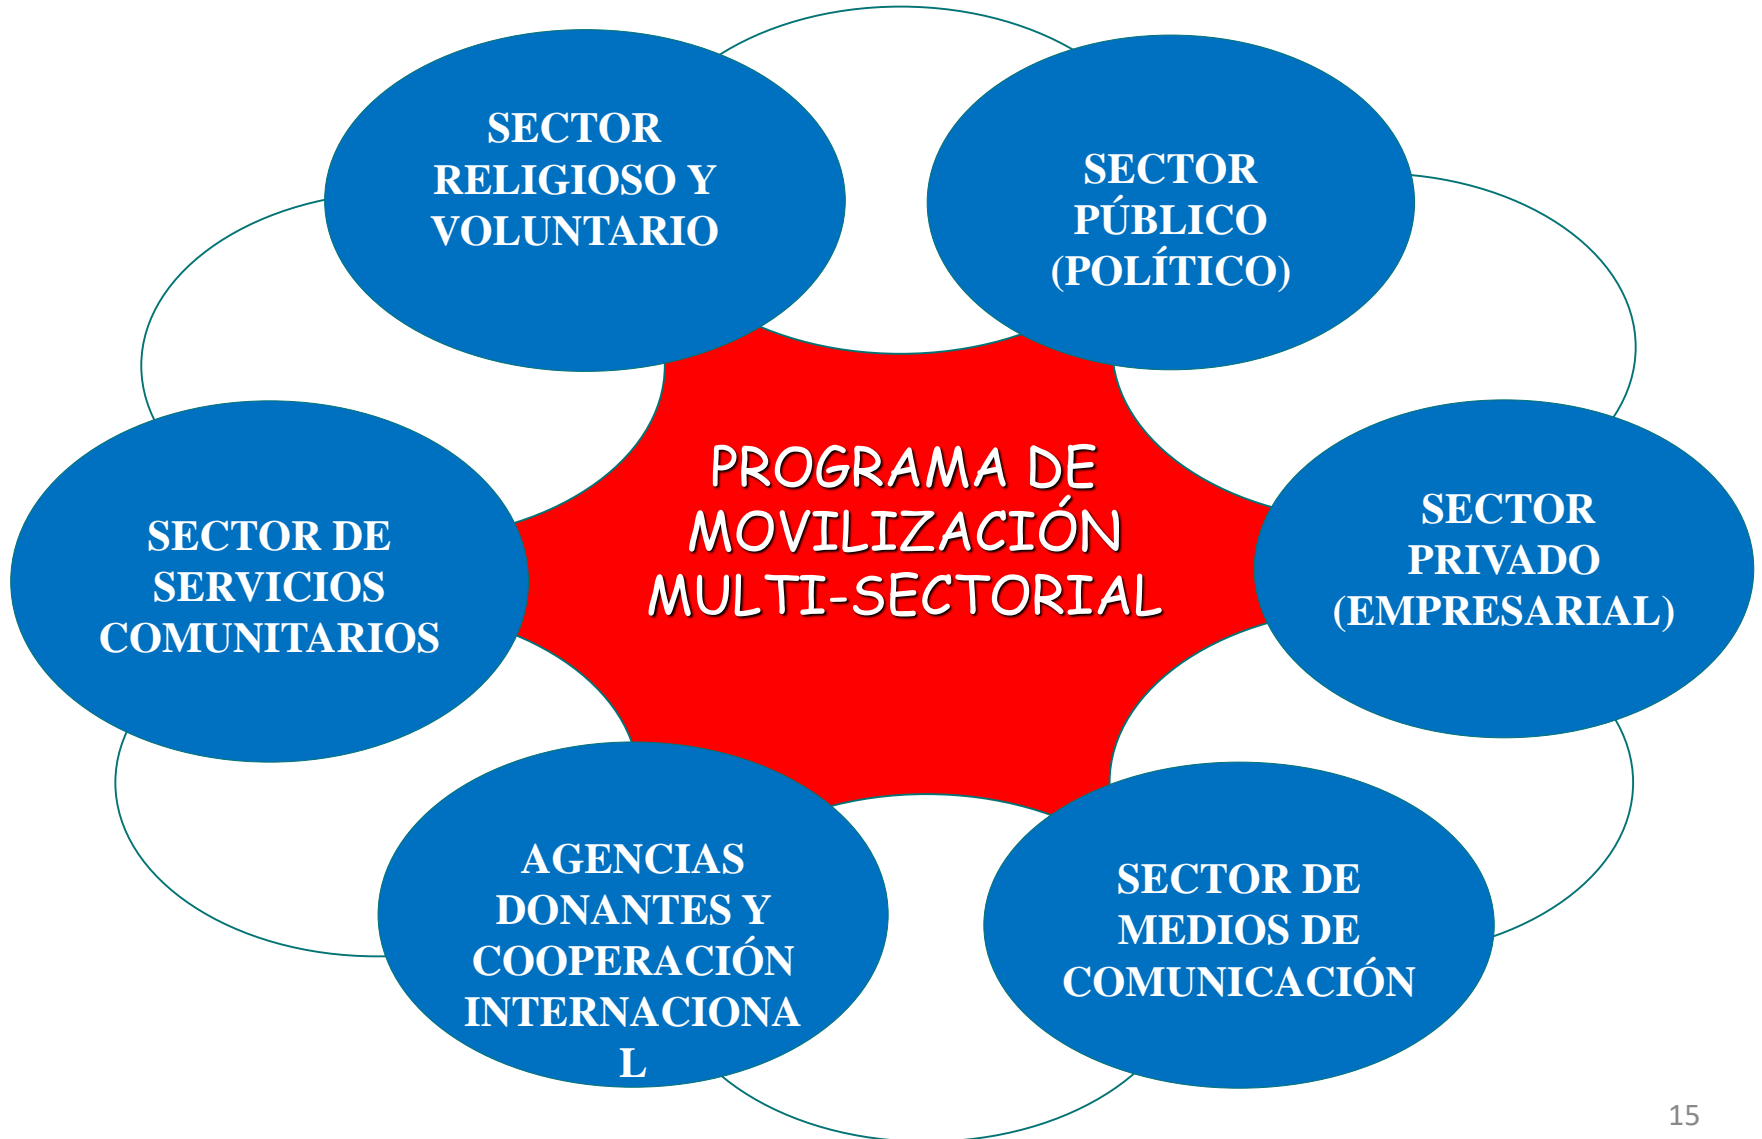 SECTOR
RELIGIOSO Y
VOLUNTARIO
SECTOR
PÚBLICO
(POLÍTICO)
PROGRAMA DE
MOVILIZACIÓN
MULTI-SECTORIAL
SECTOR DE
SERVICIOS
COMUNITARIOS
SECTOR
PRIVADO
(EMPRESARIAL)
AGENCIAS
DONANTES Y
COOPERACIÓN
INTERNACIONA
L
SECTOR DE
MEDIOS DE
COMUNICACIÓN
15